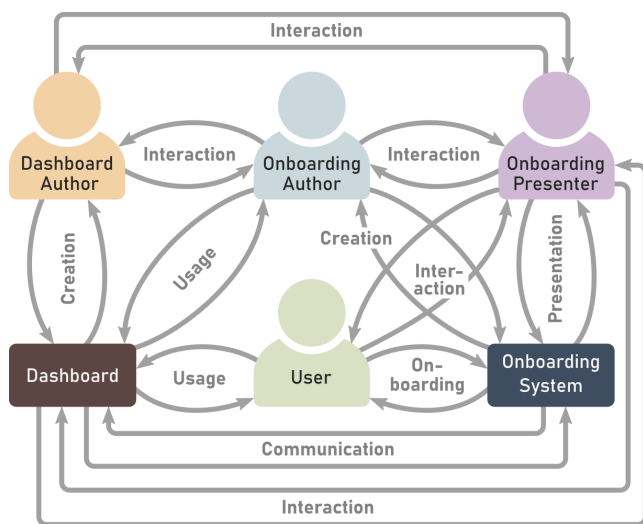 Interaction
Dashboard
Author
Interaction
Onboarding
Author
Interaction
Onboarding
Presenter
Creation
Usage
Creation
Inter-
action
Presentation
Dashboard
Usage
User
On-
boarding
Onboarding
System
Communication
Interaction